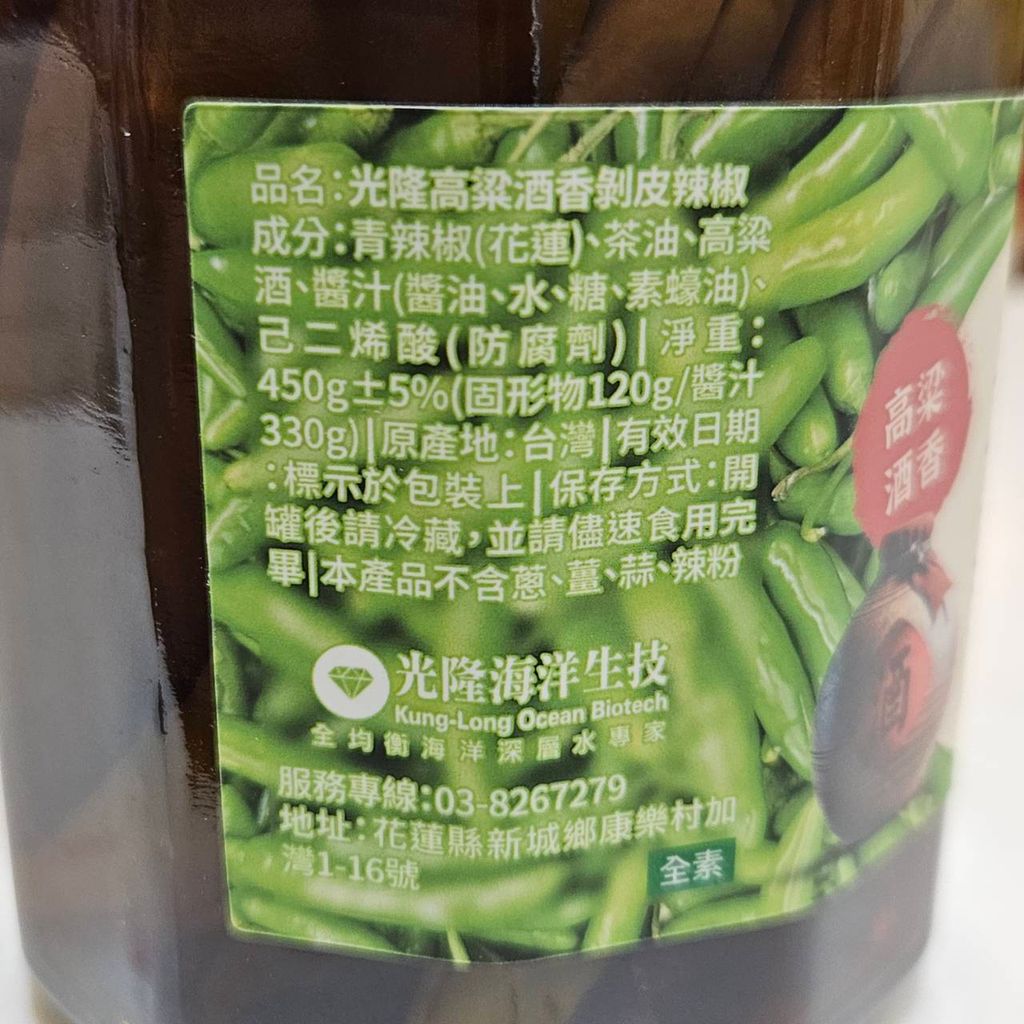 品名：光隆高粱酒香剝皮辣椒
成分：青辣椒(花蓮)、茶油、高粱
酒、醬汁(醬油、水、糖、素蠔油)、
己二烯酸(防腐劑)|淨重：
450g±5%(固形物120g/醬汁
330g)|原產地：台灣|有效日期
：標示於包裝上|保存方式：開
罐後請冷藏，並請儘速食用完
畢|本產品不含蔥、薑、蒜、辣粉
高粱
酒香
酒
光隆海洋生技
Kung-Long Ocean Biotech
全均衡海洋深層水專家
服務專線：03-8267279
地址：花蓮縣新城鄉康樂村加
灣1-16號
全素